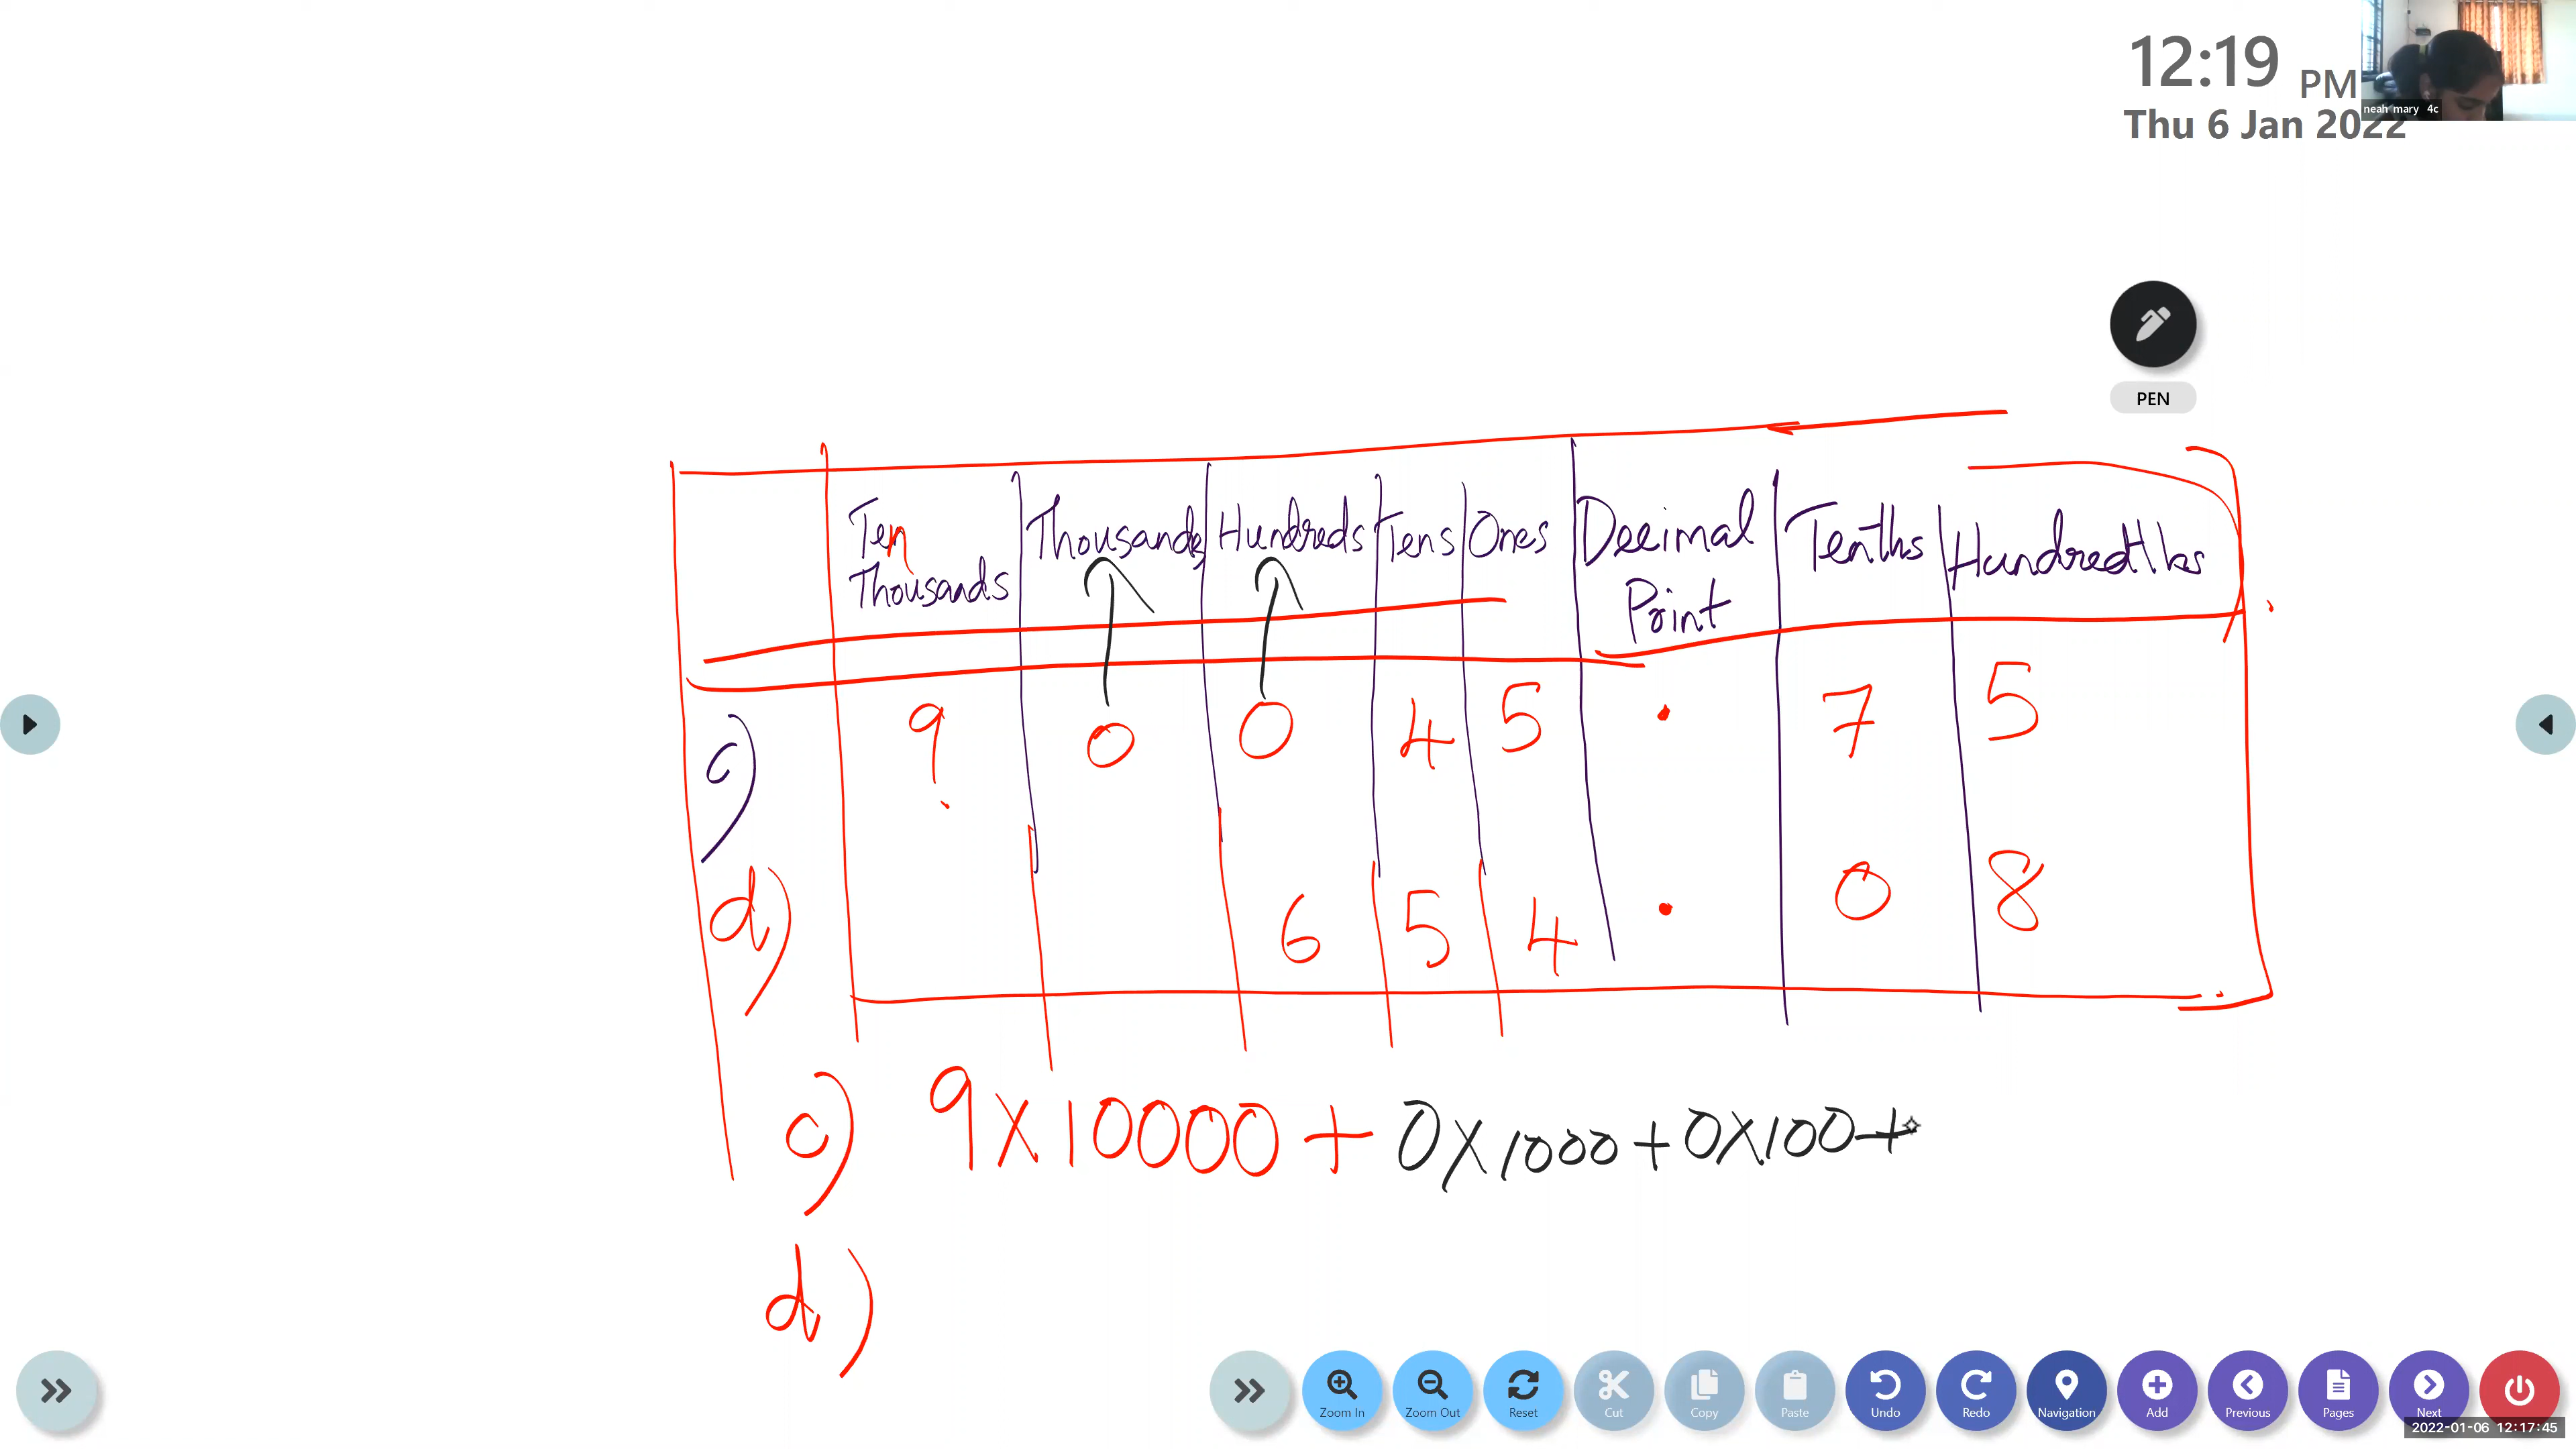 12:19 PM
neah mary 4c
Thu 6 Jan 2022
PEN
Ten Thousands Thousands Hundreds Tens Ones Decimal Point Tenths Hundredths
c) 9 0 0 4 5 . 7 5
d) 6 5 4 . 0 8
c) 9X10000 + 0X1000+0X100+
d)
Zoom In Zoom Out Reset Cut Copy Paste Undo Redo Navigation Add Previous Pages Next
2022-01-06 12:17:45